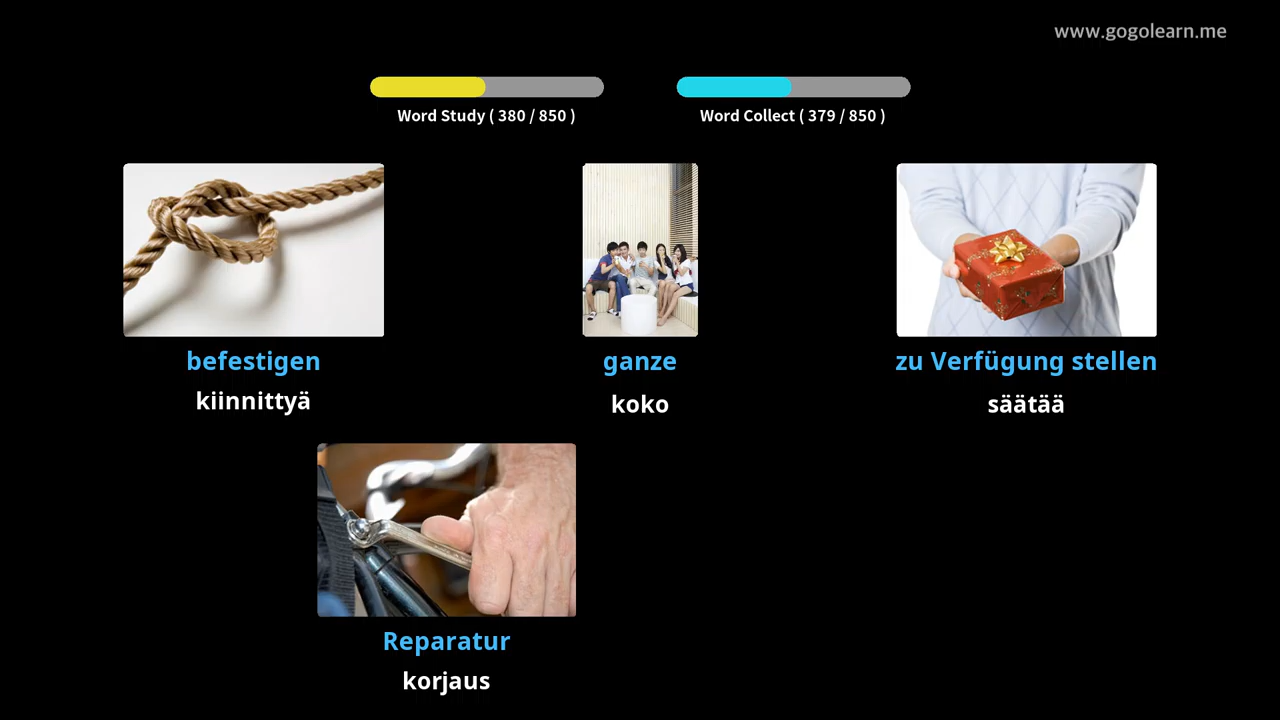 www.gogolearn.me
Word Study ( 380 / 850 )
Word Collect ( 379 / 850 )
befestigen
kiinnittyä
ganze
koko
zu Verfügung stellen
säätää
Reparatur
korjaus